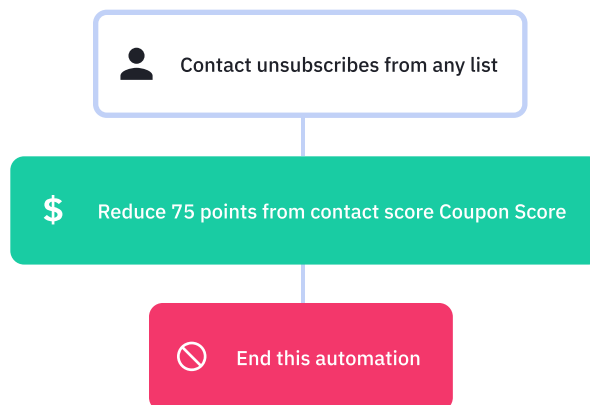 Contact unsubscribes from any list
$
Reduce 75 points from contact score Coupon Score
End this automation